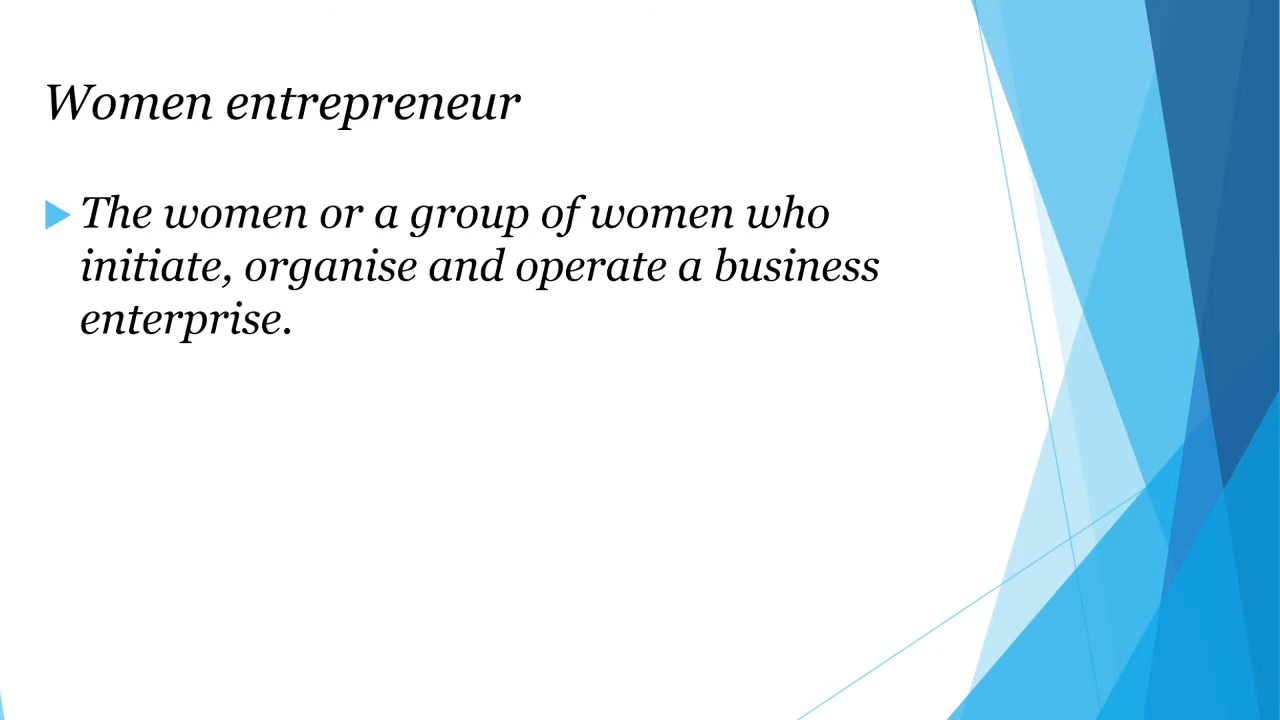 Women entrepreneur
The women or a group of women who
initiate, organise and operate a business
enterprise.